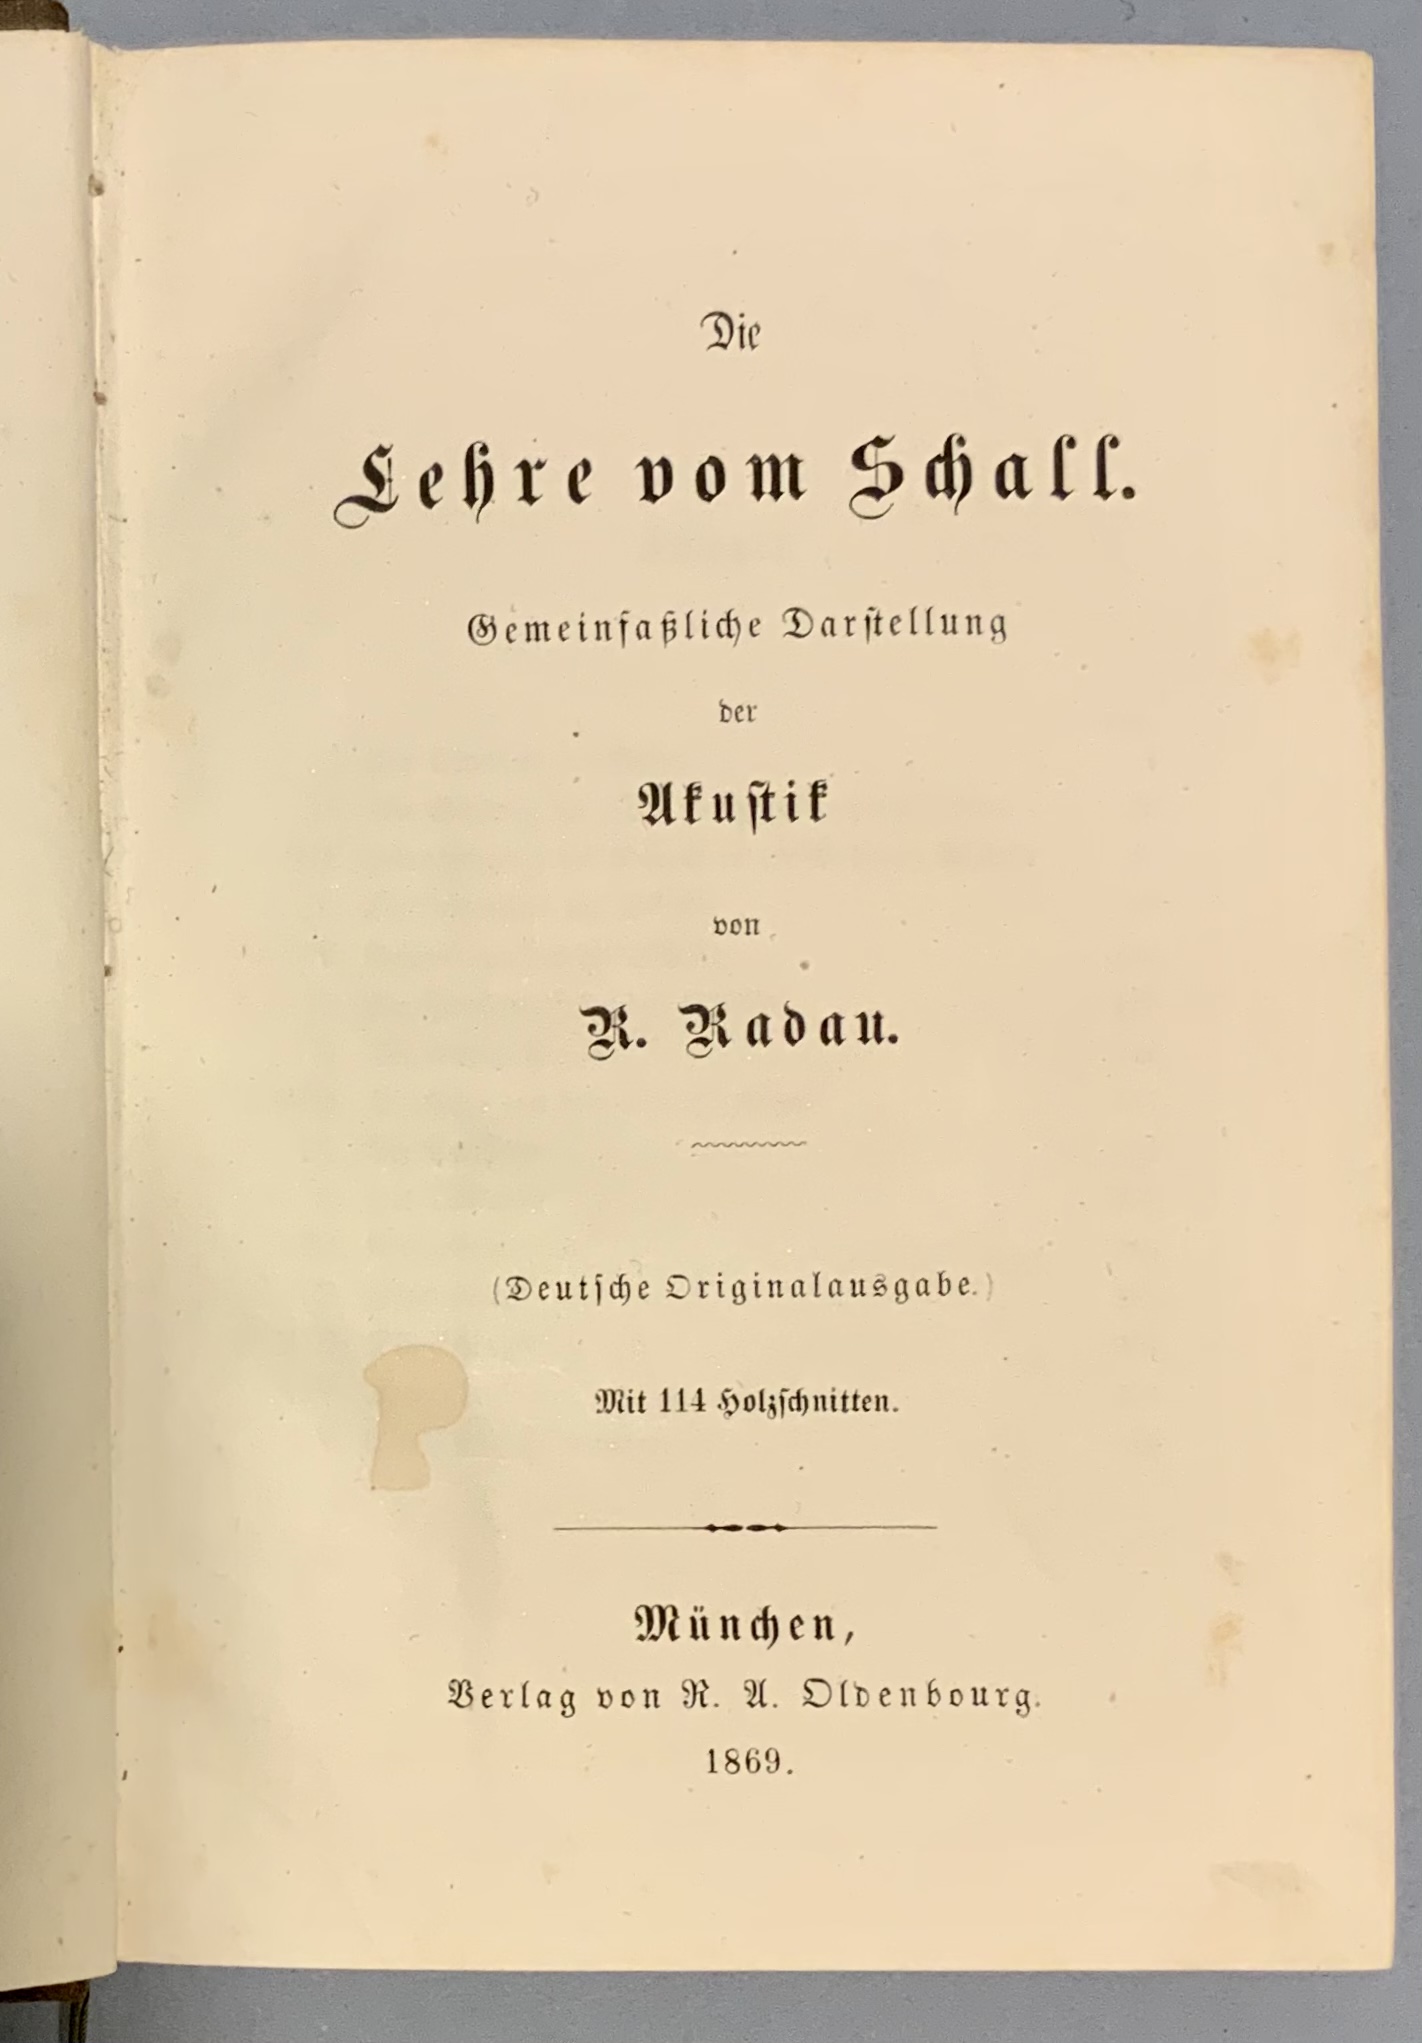 Die
Lehre vom Schall.
Gemeinfaßliche Darstellung
der
Akustik
von
R. Radau.
(Deutsche Originalausgabe.)
Mit 114 Holzschnitten.
München,
Verlag von R. A. Oldenbourg.
1869.